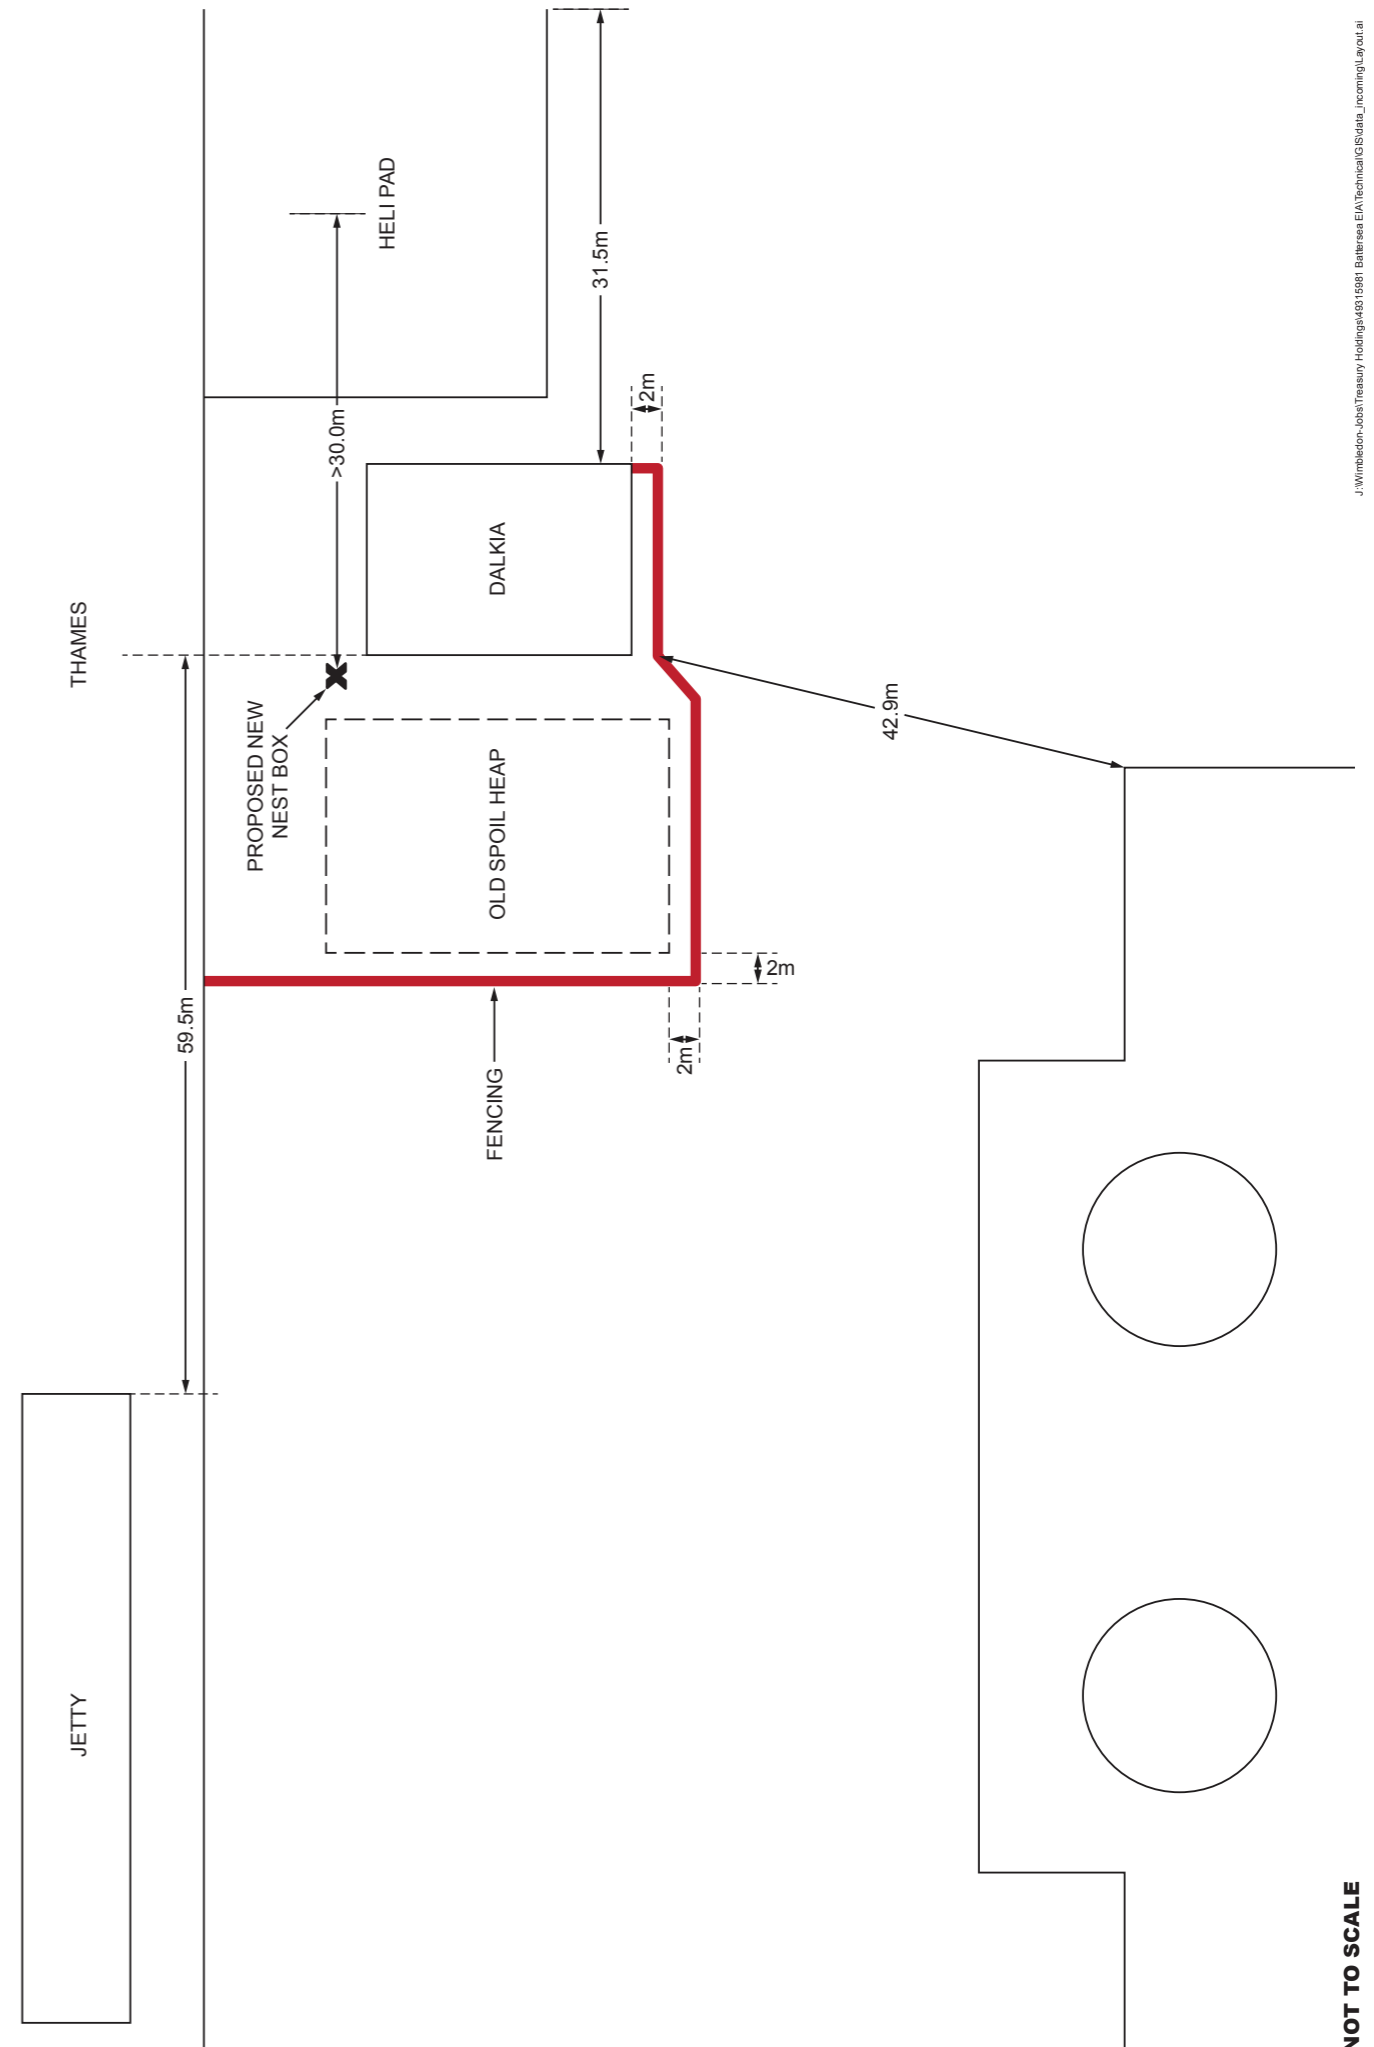 THAMES
JETTY
59.5m
PROPOSED NEW
NEST BOX
>30.0m
HELI PAD
DALKIA
OLD SPOIL HEAP
FENCING
31.5m
2m
2m
2m
42.9m
NOT TO SCALE
J:\Wimbledon-Jobs\Treasury Holdings\49315981 Battersea EIA\Technical\GIS\data_incoming\Layout.ai